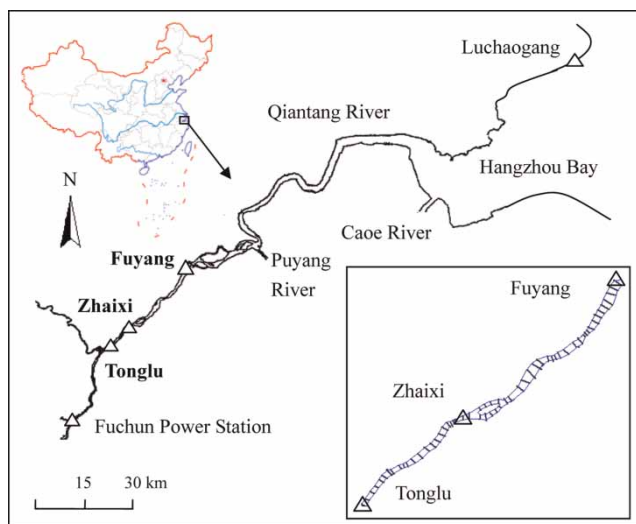 Luchaogang
Qiantang River
N
Hangzhou Bay
Caoe River
Fuyang
Puyang
River
Zhaixi
Tonglu
Fuchun Power Station
15
30 km
Fuyang
Zhaixi
Tonglu